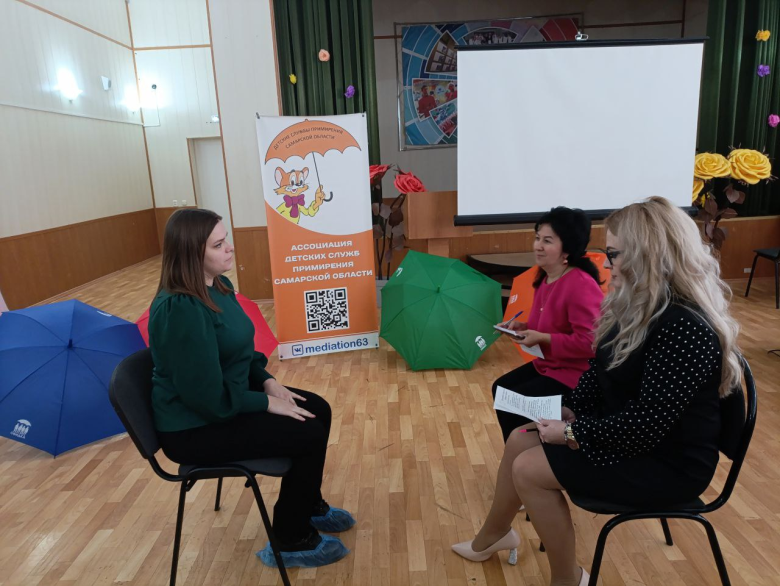 ДЕТСКИЕ СЛУЖБЫ ПРИМИРЕНИЯ
САМАРСКОЙ ОБЛАСТИ
АССОЦИАЦИЯ
ДЕТСКИХ СЛУЖБ
ПРИМИРЕНИЯ
САМАРСКОЙ ОБЛАСТИ
mediation63